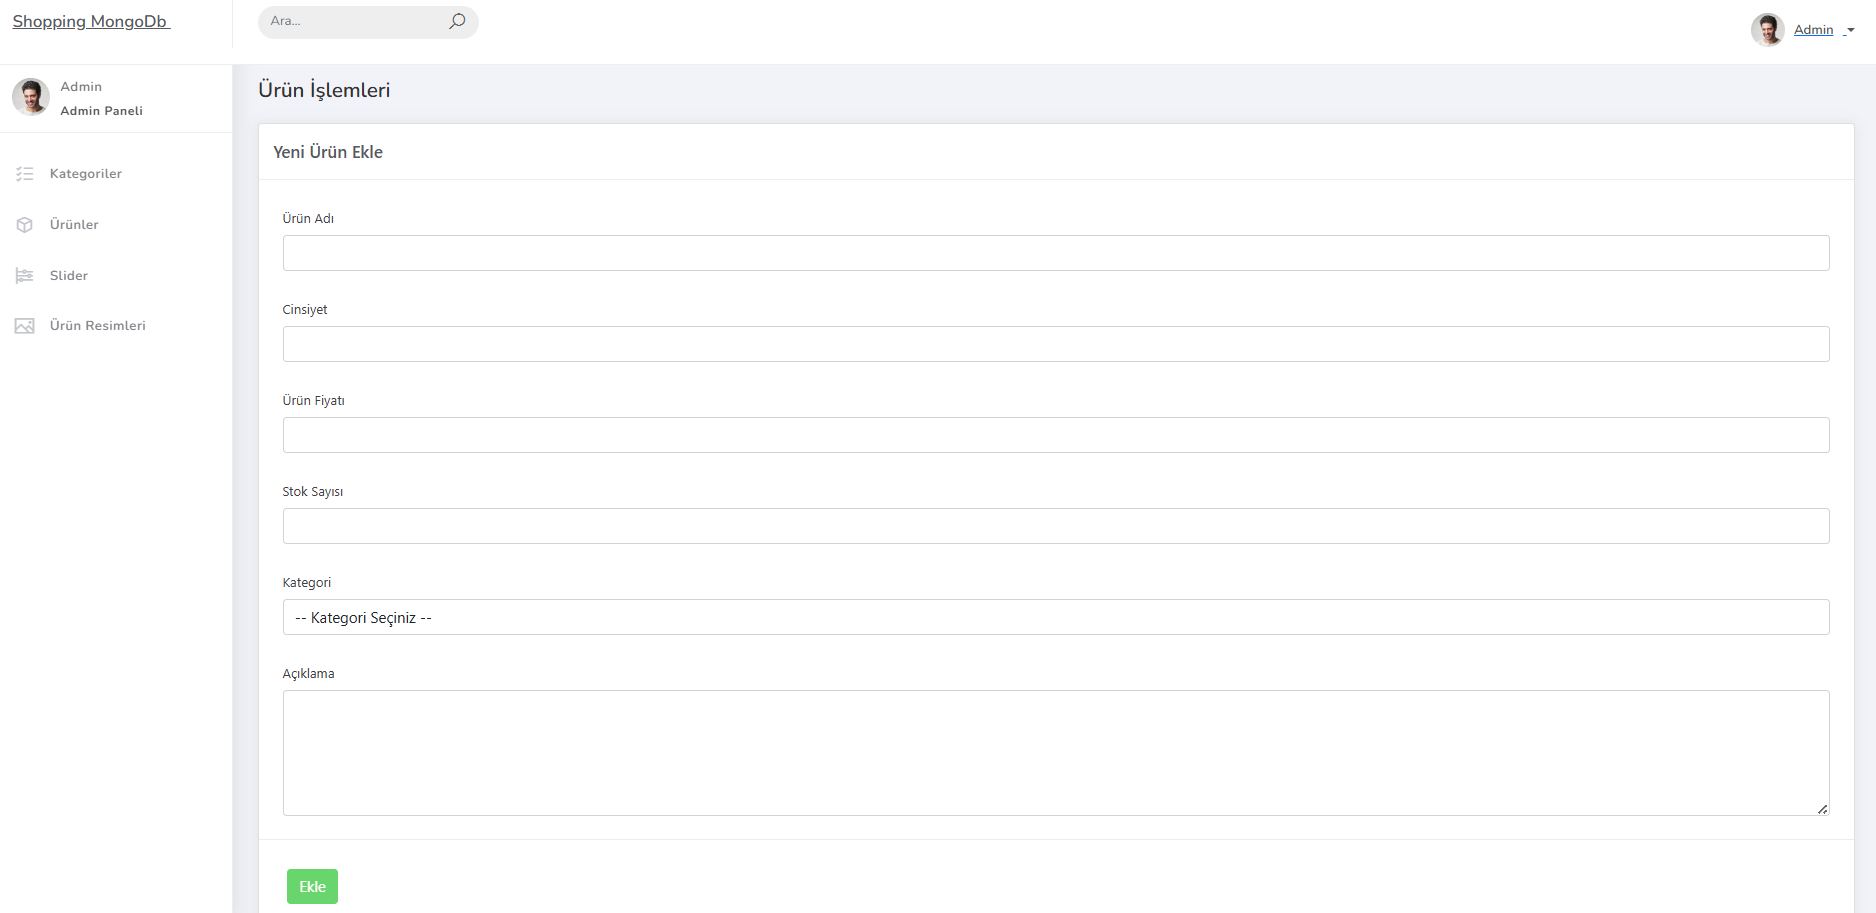 Shopping MongoDb
Ara...
Admin
Admin
Admin Paneli
Kategoriler
Ürünler
Slider
Ürün Resimleri
Ürün İşlemleri
Yeni Ürün Ekle
Ürün Adı
Cinsiyet
Ürün Fiyatı
Stok Sayısı
Kategori
-- Kategori Seçiniz --
Açıklama
Ekle